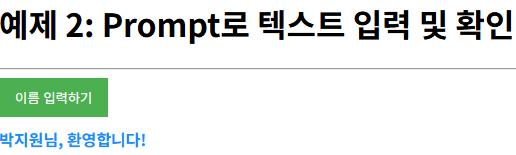 예제 2: Prompt로 텍스트 입력 및 확인
이름 입력하기
박지원님, 환영합니다!